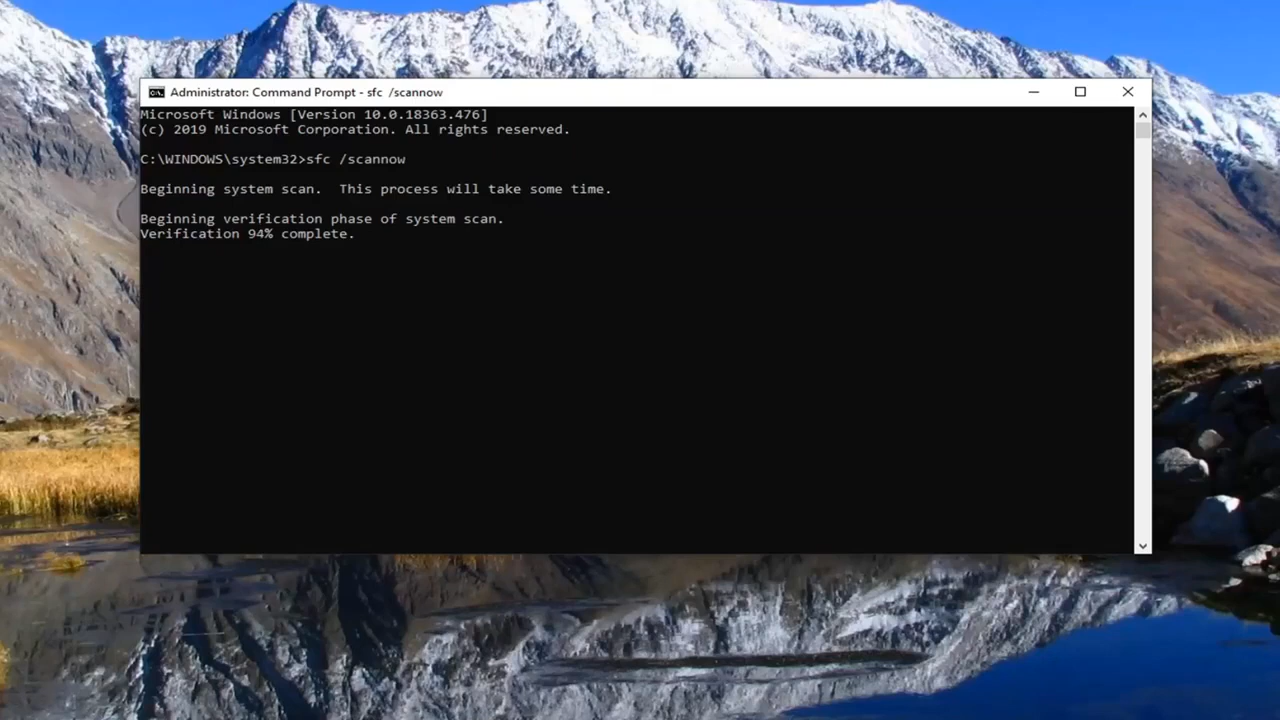 Administrator: Command Prompt - sfc  /scannow
Microsoft Windows [Version 10.0.18363.476]
(c) 2019 Microsoft Corporation. All rights reserved.
C:\WINDOWS\system32>sfc /scannow
Beginning system scan.  This process will take some time.
Beginning verification phase of system scan.
Verification 94% complete.